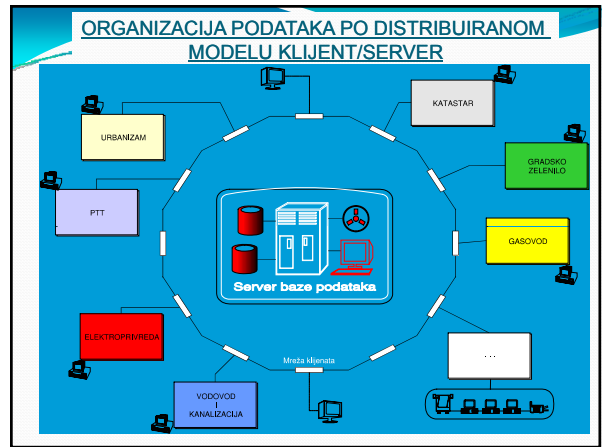 ORGANIZACIJA PODATAKA PO DISTRIBUIRANOM
MODELU KLIJENT/SERVER
KATASTAR
URBANIZAM
GRADSKO
ZELENILO
PTT
GASOVOD
Server baze podataka
ELEKTROPRIVREDA
Mreža klijenata
...
VODOVOD
I
KANALIZACIJA